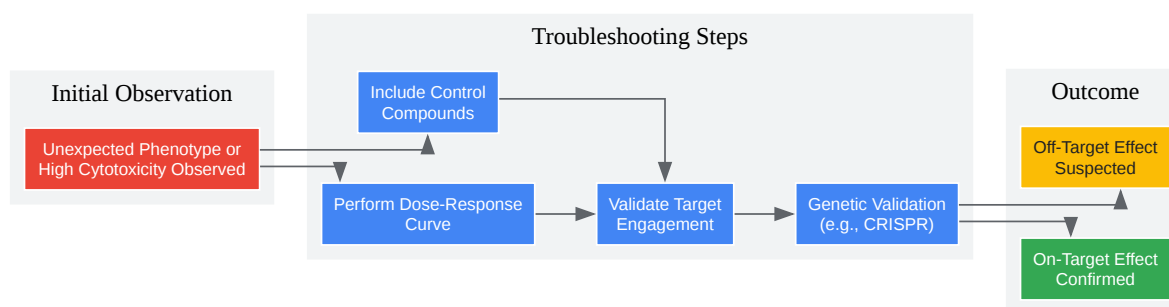 Troubleshooting Steps
Initial Observation
Include Control
Compounds
Outcome
Unexpected Phenotype or
High Cytotoxicity Observed
Off-Target Effect
Suspected
Perform Dose-Response
Curve
Validate Target
Engagement
Genetic Validation
(e.g., CRISPR)
On-Target Effect
Confirmed